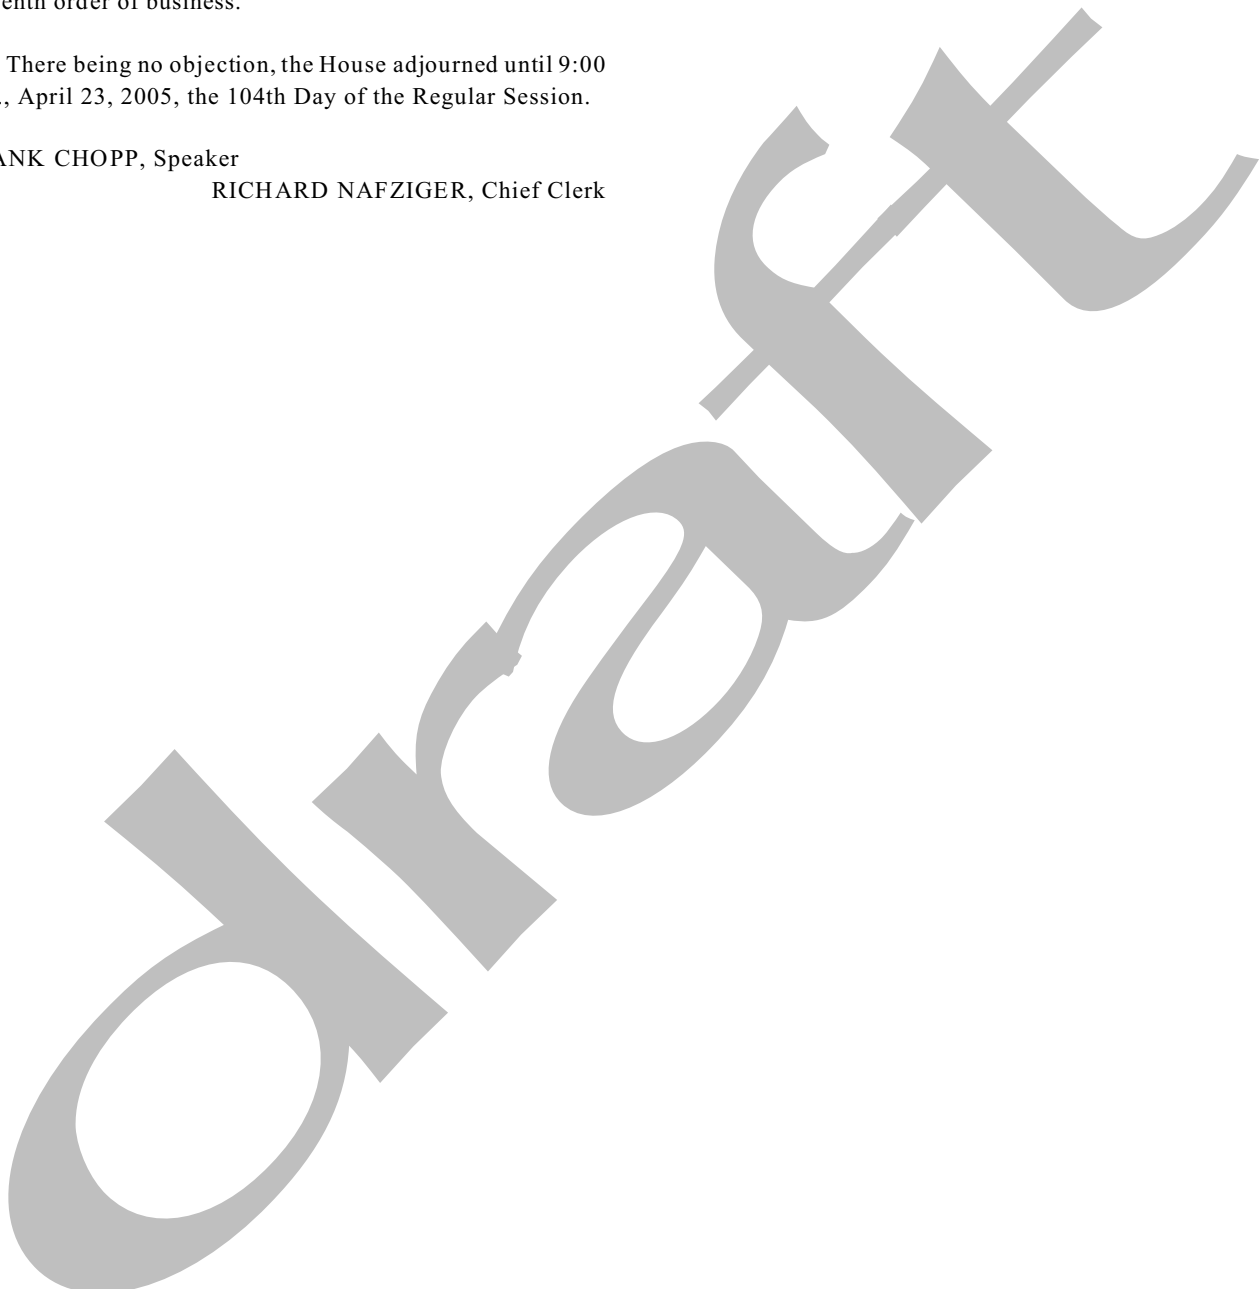 enth order of business.
There being no objection, the House adjourned until 9:00
., April 23, 2005, the 104th Day of the Regular Session.
ANK CHOPP, Speaker
RICHARD NAFZIGER, Chief Clerk
draft